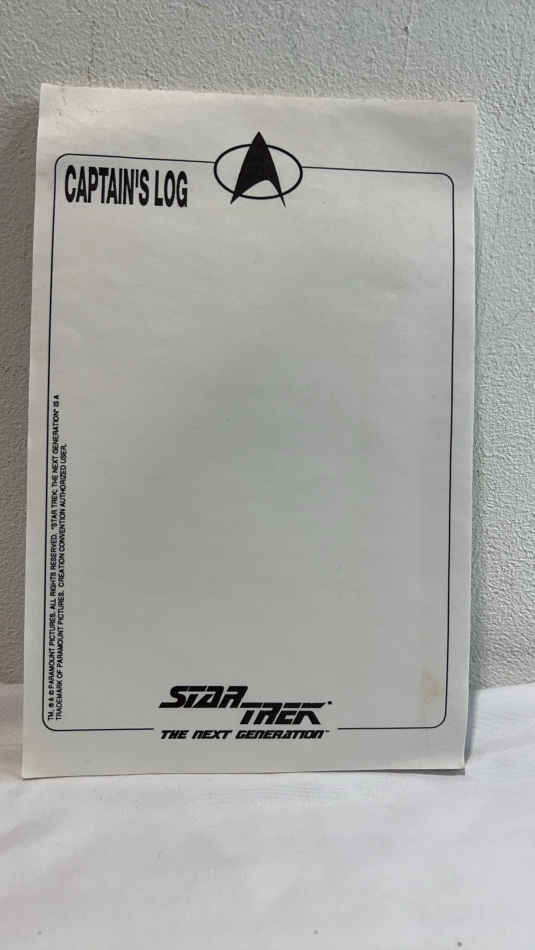 CAPTAIN'S LOG
TM, ® & © PARAMOUNT PICTURES. ALL RIGHTS RESERVED. "STAR TREK: THE NEXT GENERATION" IS A
TRADEMARK OF PARAMOUNT PICTURES. CREATION CONVENTION AUTHORIZED USER.
STAR
TREK
THE NEXT GENERATION™